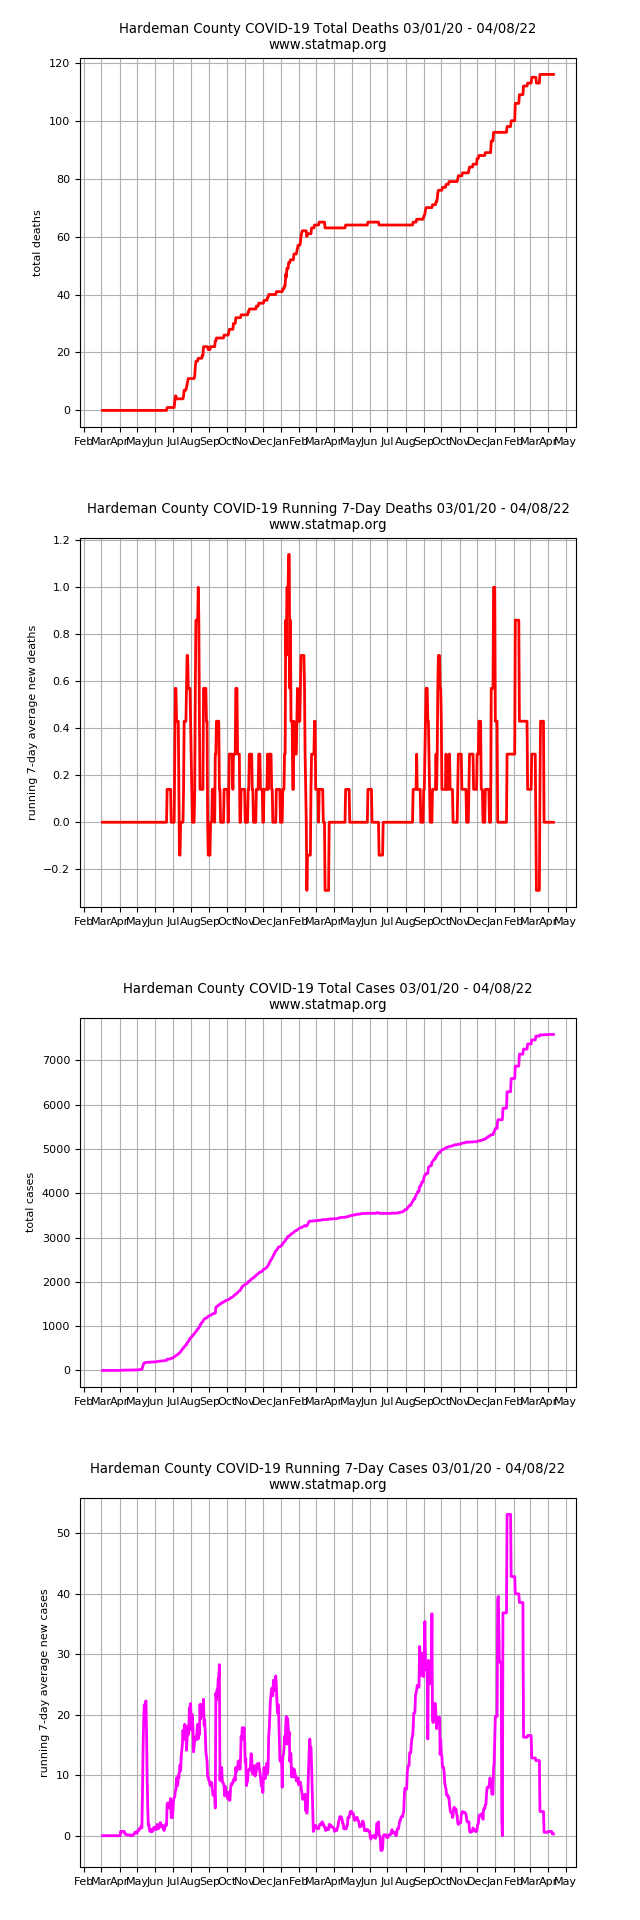 Hardeman County COVID-19 Total Deaths 03/01/20 - 04/08/22
www.statmap.org
120
100
80
60
40
20
0
total deaths
Feb Mar Apr May Jun Jul Aug Sep Oct Nov Dec Jan Feb Mar Apr May Jun Jul Aug Sep Oct Nov Dec Jan Feb Mar Apr May
Hardeman County COVID-19 Running 7-Day Deaths 03/01/20 - 04/08/22
www.statmap.org
1.2
1.0
0.8
0.6
0.4
0.2
0.0
−0.2
running 7-day average new deaths
Feb Mar Apr May Jun Jul Aug Sep Oct Nov Dec Jan Feb Mar Apr May Jun Jul Aug Sep Oct Nov Dec Jan Feb Mar Apr May
Hardeman County COVID-19 Total Cases 03/01/20 - 04/08/22
www.statmap.org
7000
6000
5000
4000
3000
2000
1000
0
total cases
Feb Mar Apr May Jun Jul Aug Sep Oct Nov Dec Jan Feb Mar Apr May Jun Jul Aug Sep Oct Nov Dec Jan Feb Mar Apr May
Hardeman County COVID-19 Running 7-Day Cases 03/01/20 - 04/08/22
www.statmap.org
50
40
30
20
10
0
running 7-day average new cases
Feb Mar Apr May Jun Jul Aug Sep Oct Nov Dec Jan Feb Mar Apr May Jun Jul Aug Sep Oct Nov Dec Jan Feb Mar Apr May